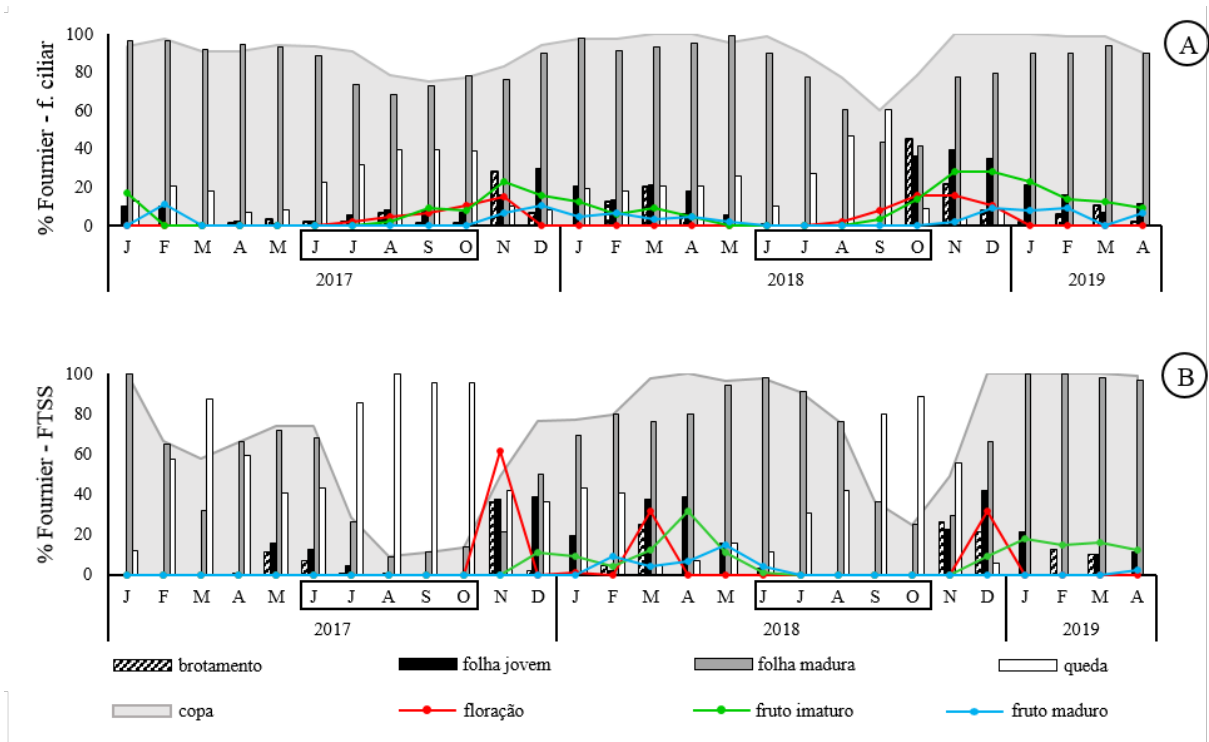 A
% Fournier - f. ciliar
100
80
60
40
20
0
J F M A M J J A S O N D J F M A M J J A S O N D J F M A
2017 2018 2019
B
% Fournier - FTSS
100
80
60
40
20
0
J F M A M J J A S O N D J F M A M J J A S O N D J F M A
2017 2018 2019
brotamento folha jovem folha madura queda
copa floração fruto imaturo fruto maduro